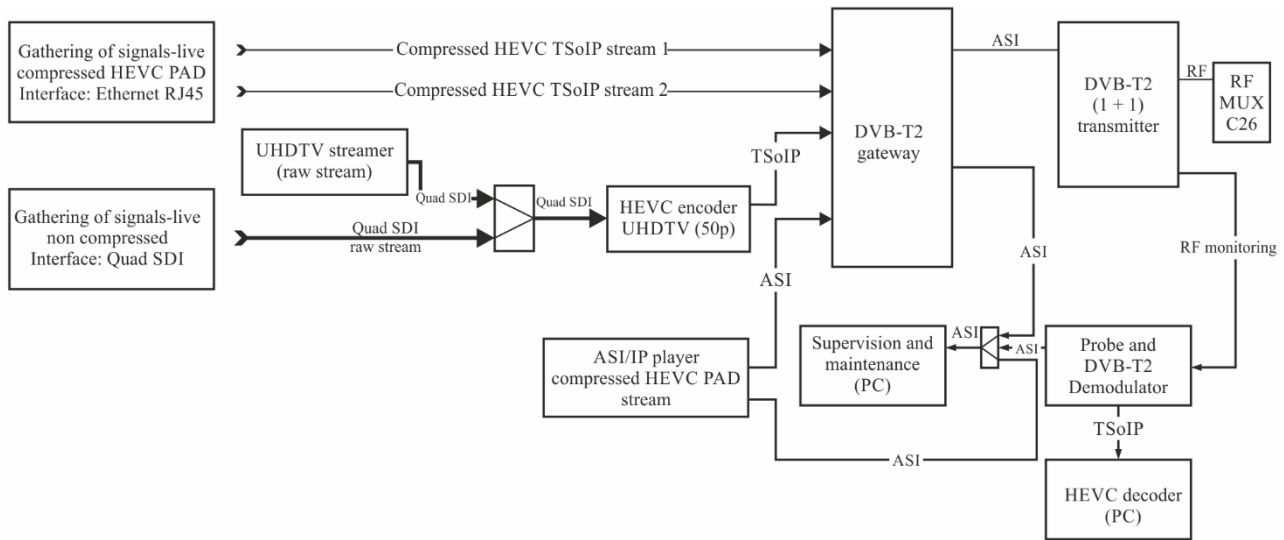 Gathering of signals-live
compressed HEVC PAD
Interface: Ethernet RJ45
Compressed HEVC TSoIP stream 1
Compressed HEVC TSoIP stream 2
DVB-T2
gateway
ASI
DVB-T2
(1 + 1)
transmitter
RF
RF
MUX
C26
UHDTV streamer
(raw stream)
Quad SDI
Gathering of signals-live
non compressed
Interface: Quad SDI
Quad SDI
raw stream
Quad SDI
HEVC encoder
UHDTV (50p)
TSoIP
ASI
ASI
RF monitoring
ASI/IP player
compressed HEVC PAD
stream
Supervision and
maintenance
(PC)
ASI
ASI
Probe and
DVB-T2
Demodulator
ASI
TSoIP
HEVC decoder
(PC)